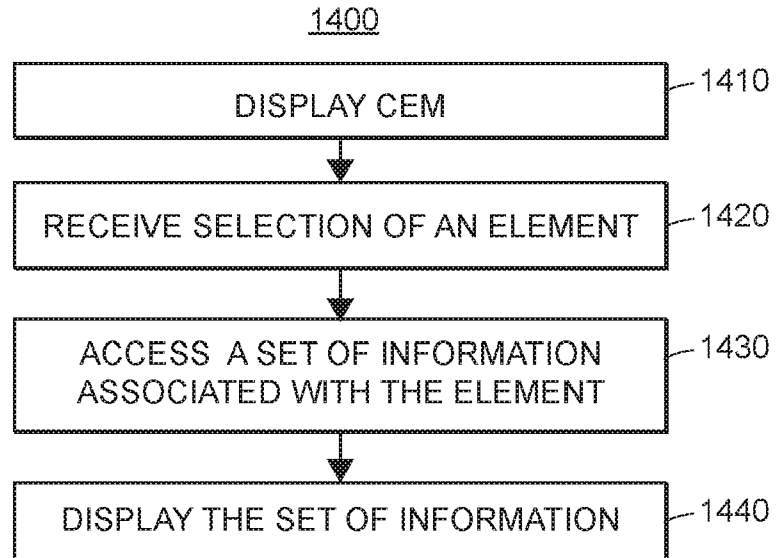 1400
DISPLAY CEM
1410
RECEIVE SELECTION OF AN ELEMENT
1420
ACCESS A SET OF INFORMATION
ASSOCIATED WITH THE ELEMENT
1430
DISPLAY THE SET OF INFORMATION
1440